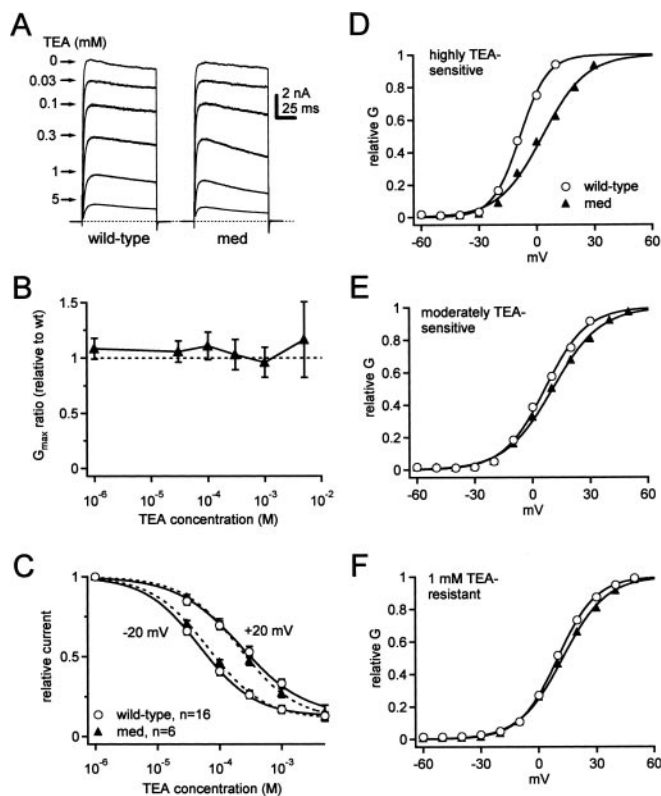 A
TEA (mM)
0
0.03
0.1
0.3
1
5
2 nA
25 ms
wild-type
med
B
Gmax ratio (relative to wt)
1.5
1
0.5
0
10-6
10-5
10-4
10-3
10-2
TEA concentration (M)
C
relative current
1.0
0.5
0.0
-20 mV
+20 mV
wild-type, n=16
med, n=6
10-6
10-5
10-4
10-3
TEA concentration (M)
D
highly TEA-
sensitive
relative G
1.0
0.8
0.6
0.4
0.2
0
wild-type
med
-60
-30
0
30
60
mV
E
moderately TEA-
sensitive
relative G
1.0
0.8
0.6
0.4
0.2
0
-60
-30
0
30
60
mV
F
1 mM TEA-
resistant
relative G
1.0
0.8
0.6
0.4
0.2
0
-60
-30
0
30
60
mV